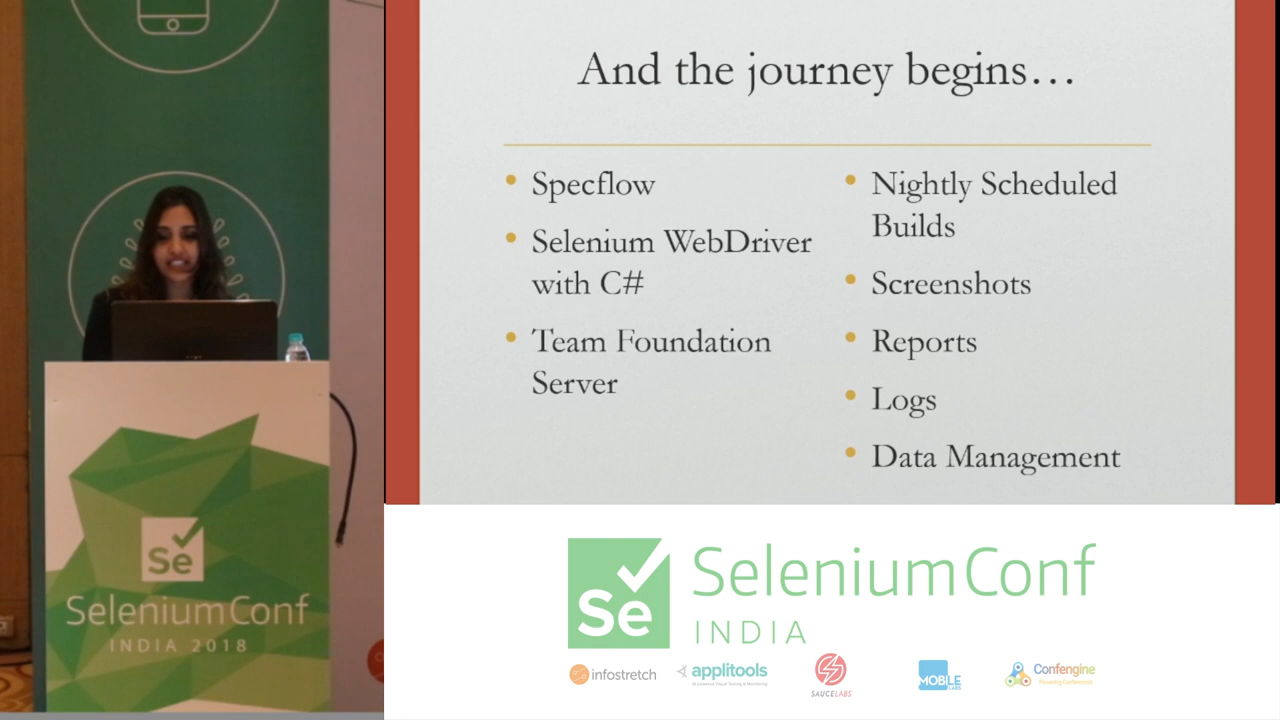 And the journey begins…
• Specflow
• Selenium WebDriver
with C#
• Team Foundation
Server
• Nightly Scheduled
Builds
• Screenshots
• Reports
• Logs
• Data Management
Se
SeleniumConf
INDIA 2018
Se
SeleniumConf
INDIA
infostretch
applitools
SAUCELABS
MOBILE
LABS
Confengine